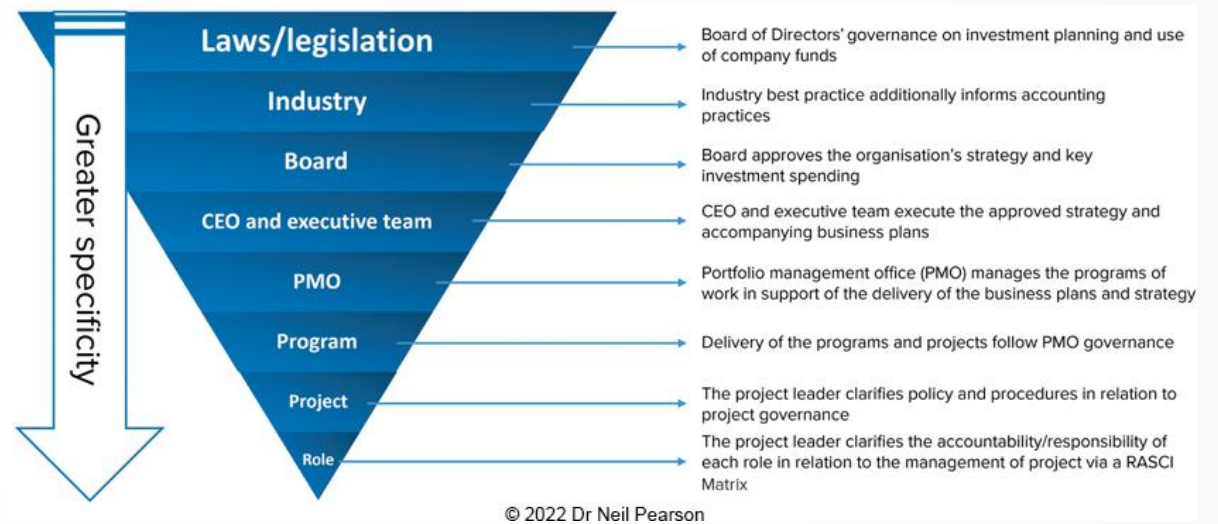 Greater specificity
Laws/legislation
Board of Directors' governance on investment planning and use
of company funds
Industry
Industry best practice additionally informs accounting
practices
Board
Board approves the organisation's strategy and key
investment spending
CEO and executive team
CEO and executive team execute the approved strategy and
accompanying business plans
PMO
Portfolio management office (PMO) manages the programs of
work in support of the delivery of the business plans and strategy
Program
Delivery of the programs and projects follow PMO governance
Project
The project leader clarifies policy and procedures in relation to
project governance
Role
The project leader clarifies the accountability/responsibility of
each role in relation to the management of project via a RASCI
Matrix
© 2022 Dr Neil Pearson